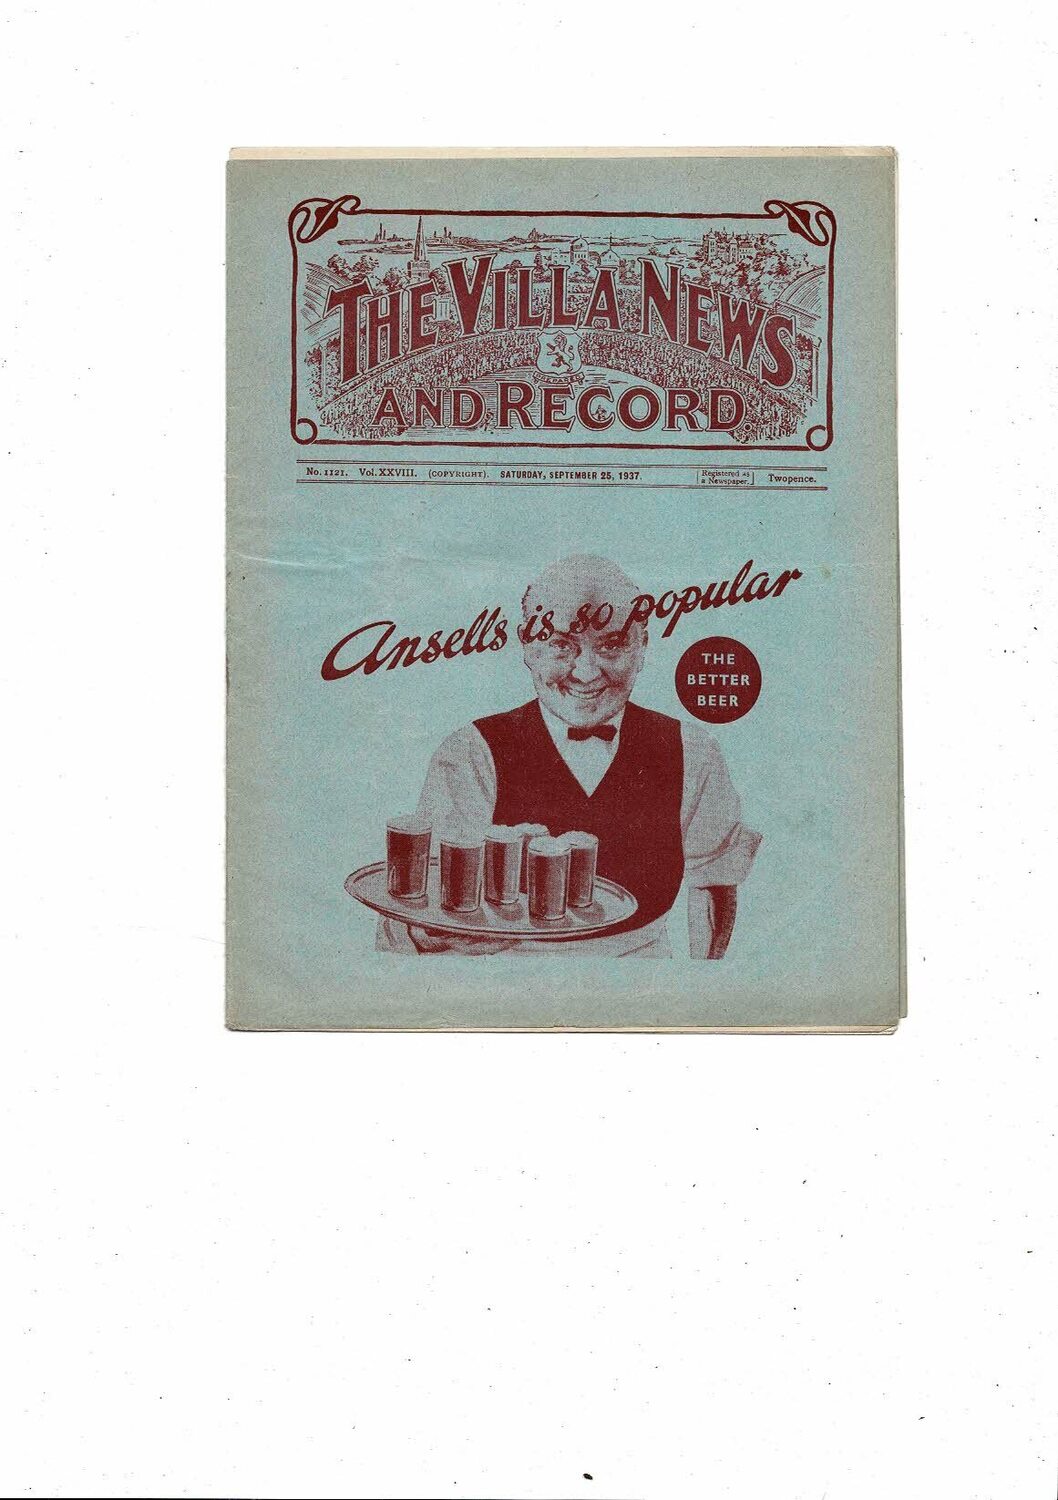 THE VILLA NEWS
AND RECORD.
No. 1121. Vol. XXVIII. (COPYRIGHT). SATURDAY, SEPTEMBER 25, 1937. [Registered as a Newspaper.] Twopence.
Ansells is so popular
THE
BETTER
BEER